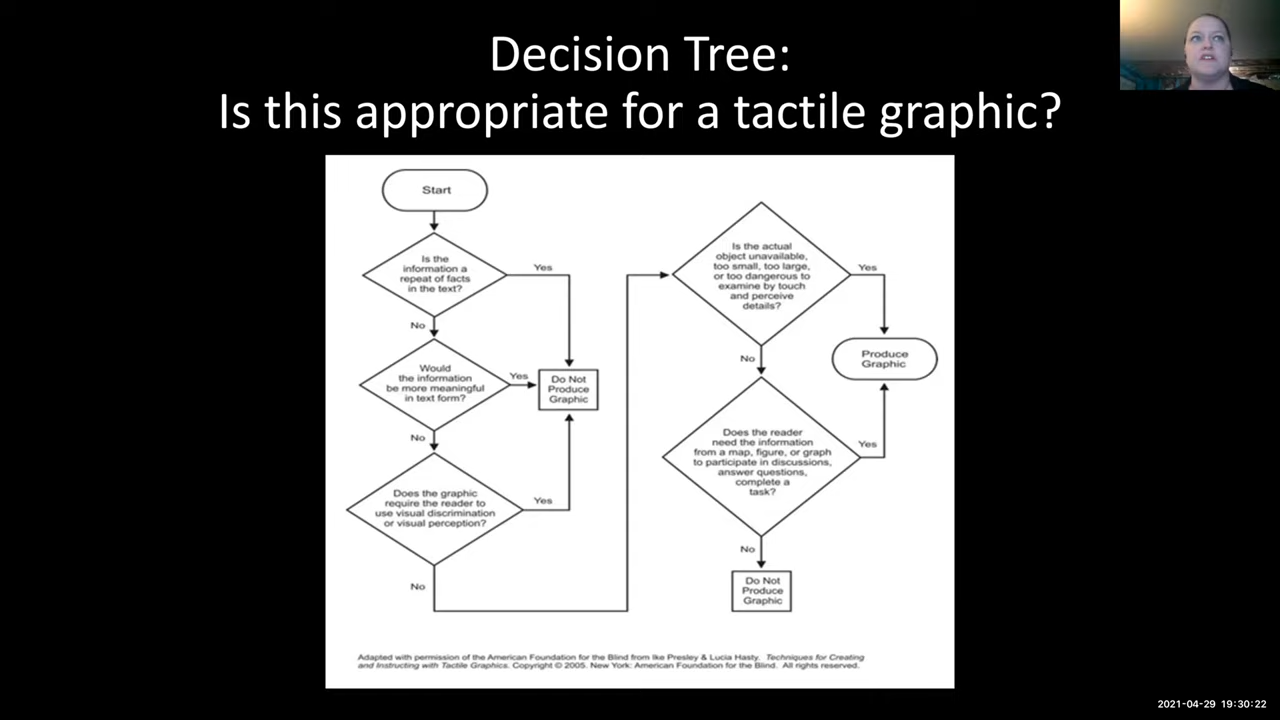 Decision Tree:
Is this appropriate for a tactile graphic?
Start
Is the
information a
repeat of facts
in the text?
Yes
No
Would
the information
be more meaningful
in text form?
Yes
Do Not
Produce
Graphic
No
Does the graphic
require the reader to
use visual discrimination
or visual perception?
Yes
No
Is the actual
object unavailable,
too small, too large,
or too dangerous to
examine by touch
and perceive
details?
Yes
Produce
Graphic
No
Does the reader
need the information
from a map, figure, or graph
to participate in discussions,
answer questions,
complete a
task?
Yes
No
Do Not
Produce
Graphic
Adapted with permission of the American Foundation for the Blind from Ike Presley & Lucia Hasty. Techniques for Creating
and Instructing with Tactile Graphics. Copyright © 2005. New York: American Foundation for the Blind. All rights reserved.
2021-04-29 19:30:22